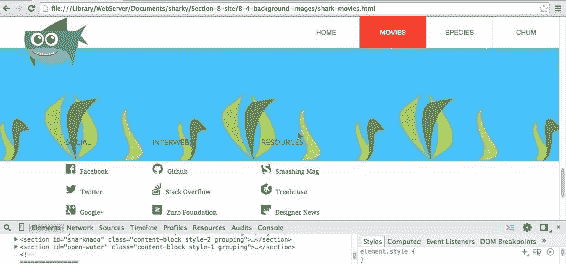 file:///Library/WebServer/Documents/sharky/Section-8-site/8-4-background-images/shark-movies.html
HOME MOVIES SPECIES CHUM
SOCIAL INTERWEBS RESOURCES
Facebook Github Smashing Mag
Twitter Stack Overflow Treehouse
Google+ Zurb Foundation Designer News
Elements Network Sources Timeline Profiles Resources Audits Console
<section id="sharknado" class="content-block style-2 grouping">…</section>
<section id="open-water" class="content-block style-1 grouping">…</section>
<!--
Styles Computed Event Listeners DOM Breakpoints »
element.style {
}